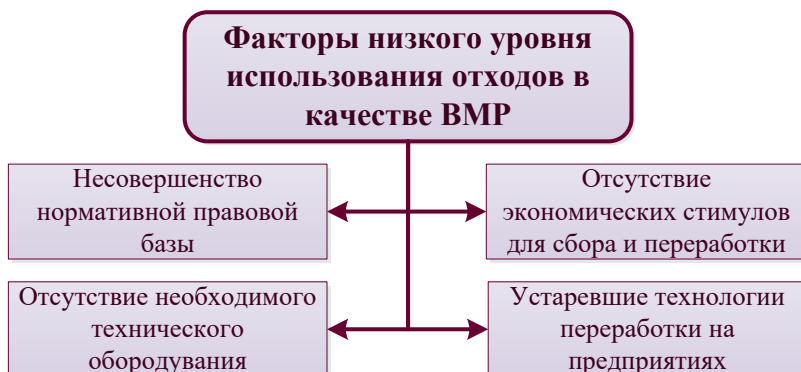 Факторы низкого уровня
использования отходов в
качестве ВМР
Несовершенство
нормативной правовой
базы
Отсутствие
экономических стимулов
для сбора и переработки
Отсутствие необходимого
технического
обородувания
Устаревшие технологии
переработки на
предприятиях